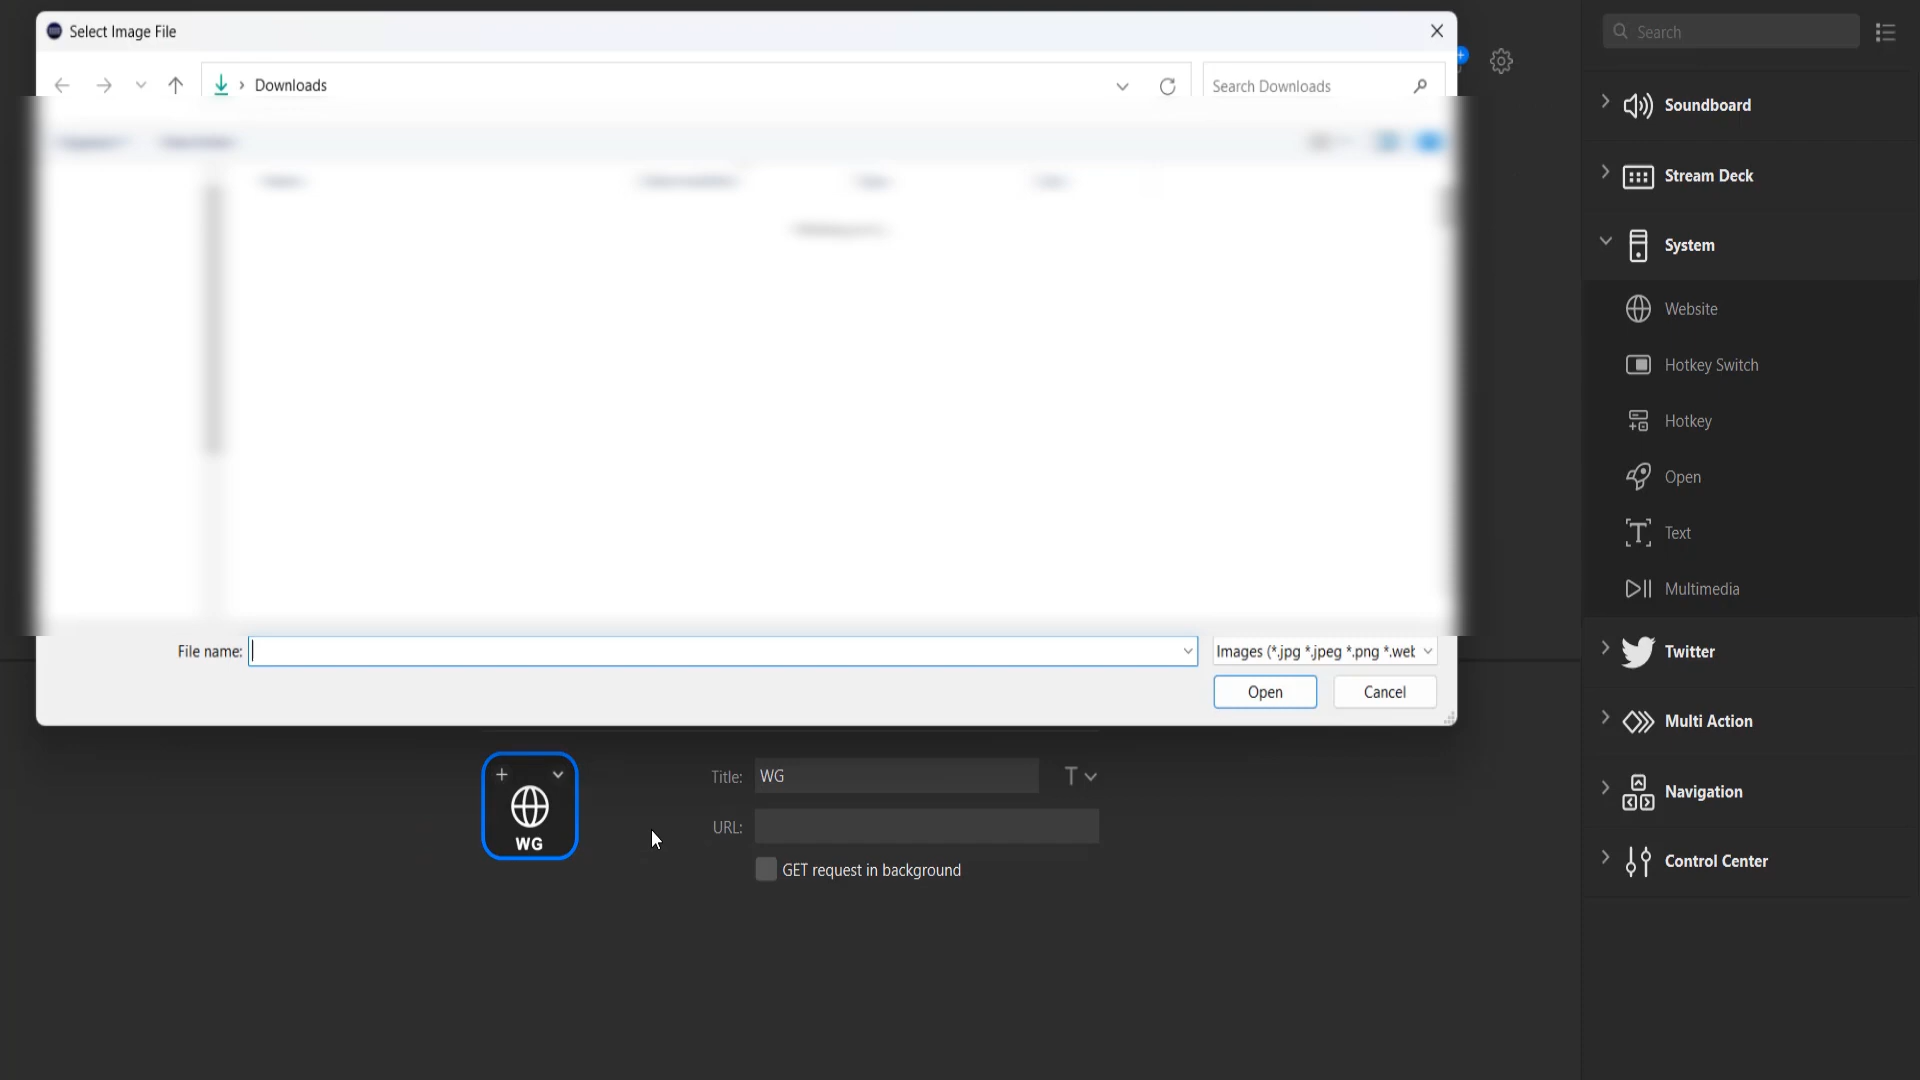 Select Image File
Downloads
Search Downloads
File name:
Images (*.jpg *.jpeg *.png *.wet
Open
Cancel
WG
Title:
WG
T
URL:
GET request in background
Search
Soundboard
Stream Deck
System
Website
Hotkey Switch
Hotkey
Open
Text
Multimedia
Twitter
Multi Action
Navigation
Control Center